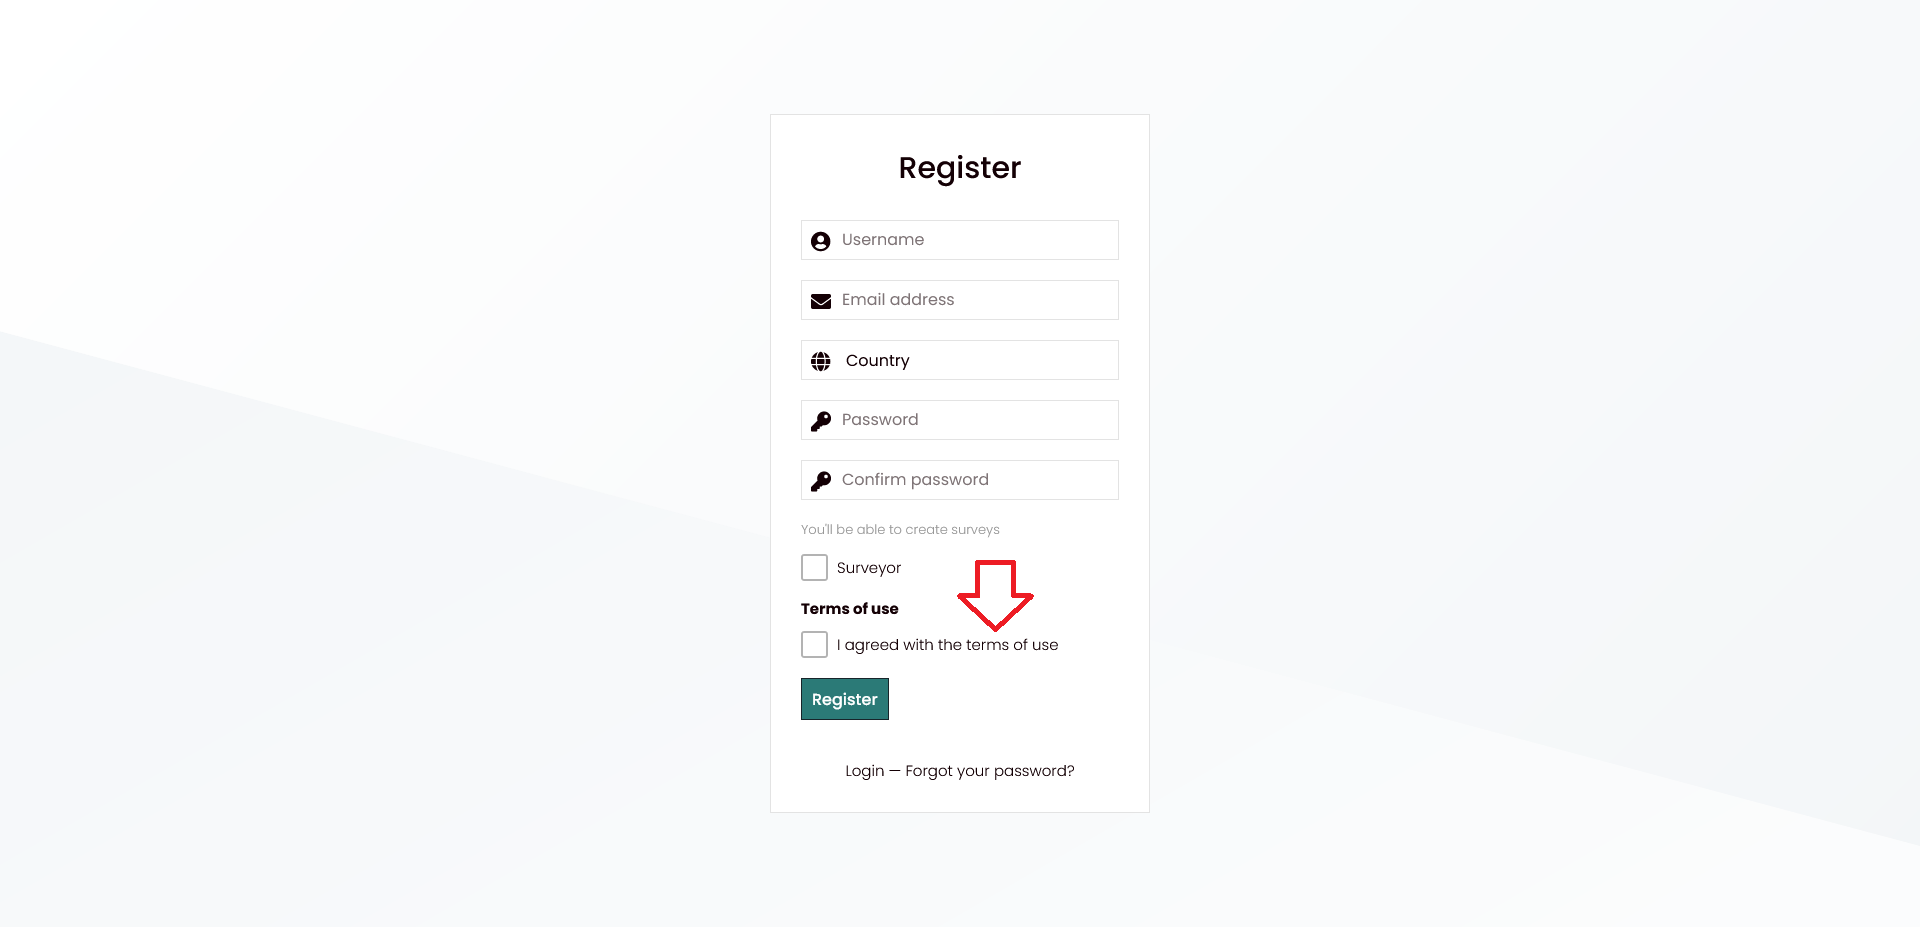 Register
Username
Email address
Country
Password
Confirm password
You'll be able to create surveys
Surveyor
Terms of use
I agreed with the terms of use
Register
Login — Forgot your password?